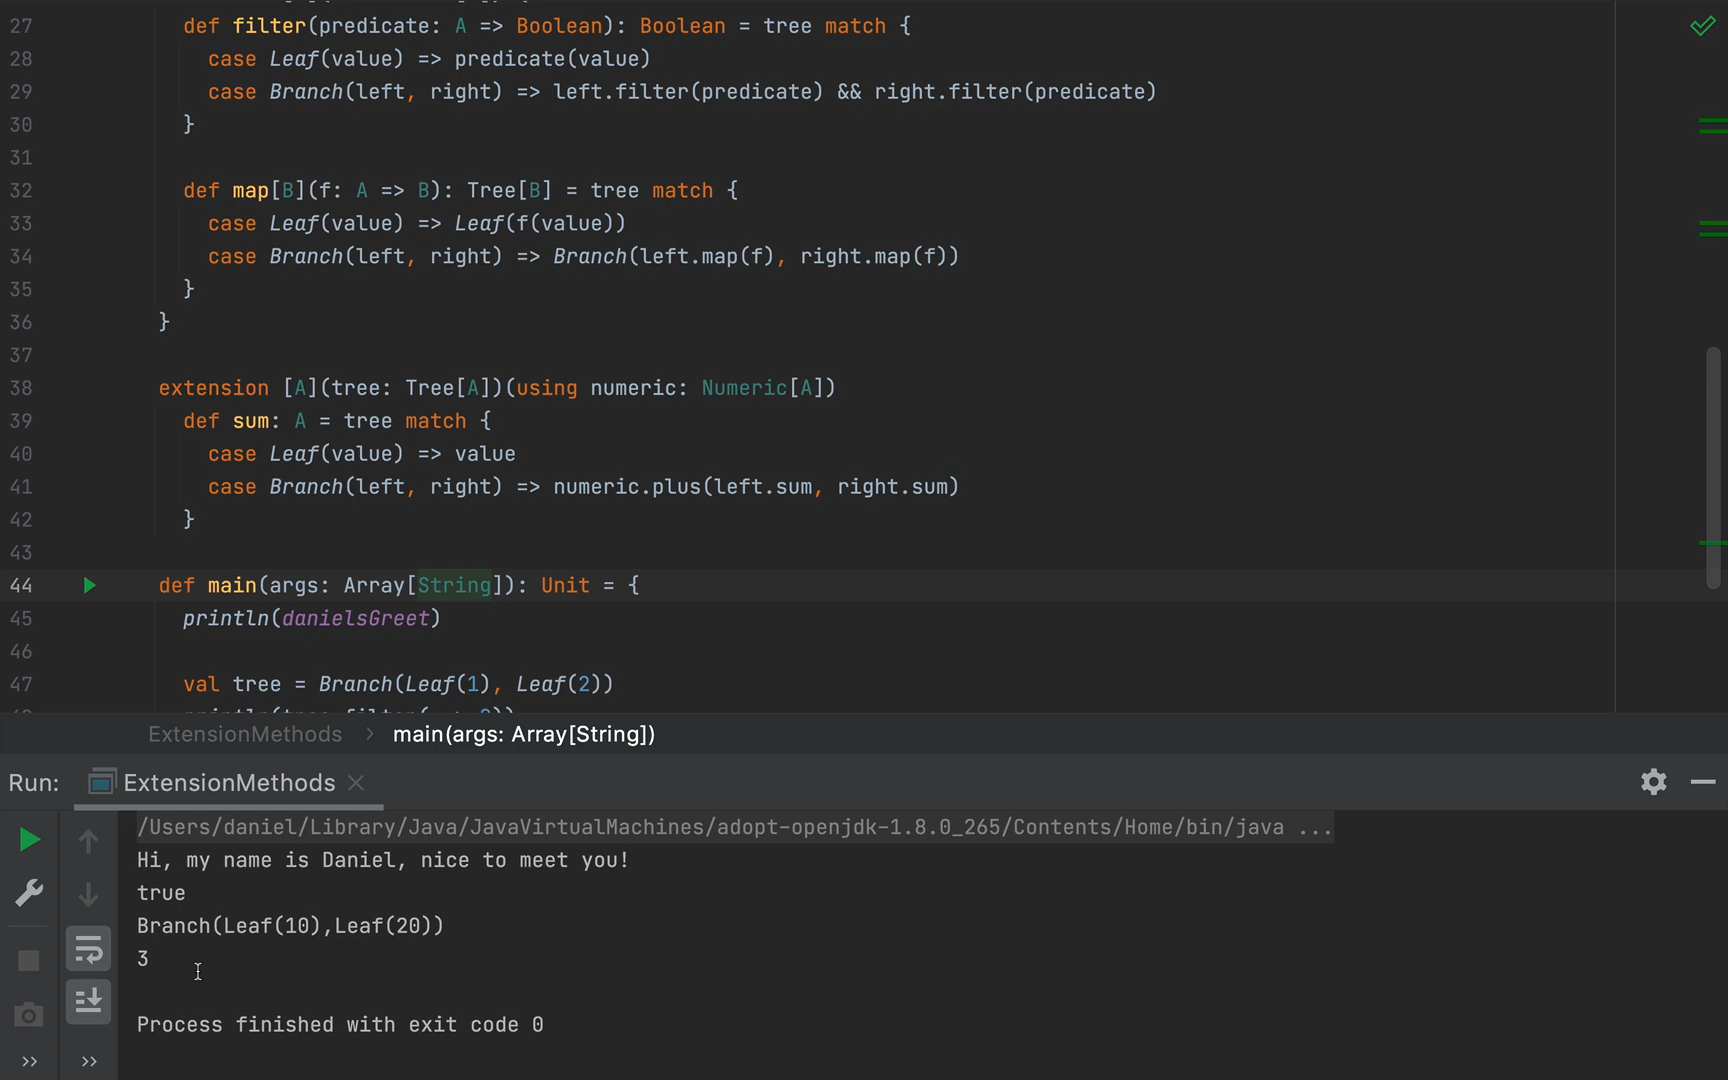 27 def filter(predicate: A => Boolean): Boolean = tree match {
28 case Leaf(value) => predicate(value)
29 case Branch(left, right) => left.filter(predicate) && right.filter(predicate)
30 }
31
32 def map[B](f: A => B): Tree[B] = tree match {
33 case Leaf(value) => Leaf(f(value))
34 case Branch(left, right) => Branch(left.map(f), right.map(f))
35 }
36 }
37
38 extension [A](tree: Tree[A])(using numeric: Numeric[A])
39 def sum: A = tree match {
40 case Leaf(value) => value
41 case Branch(left, right) => numeric.plus(left.sum, right.sum)
42 }
43
44 def main(args: Array[String]): Unit = {
45 println(danielsGreet)
46
47 val tree = Branch(Leaf(1), Leaf(2))
ExtensionMethods > main(args: Array[String])
Run: ExtensionMethods
/Users/daniel/Library/Java/JavaVirtualMachines/adopt-openjdk-1.8.0_265/Contents/Home/bin/java ...
Hi, my name is Daniel, nice to meet you!
true
Branch(Leaf(10),Leaf(20))
3
Process finished with exit code 0